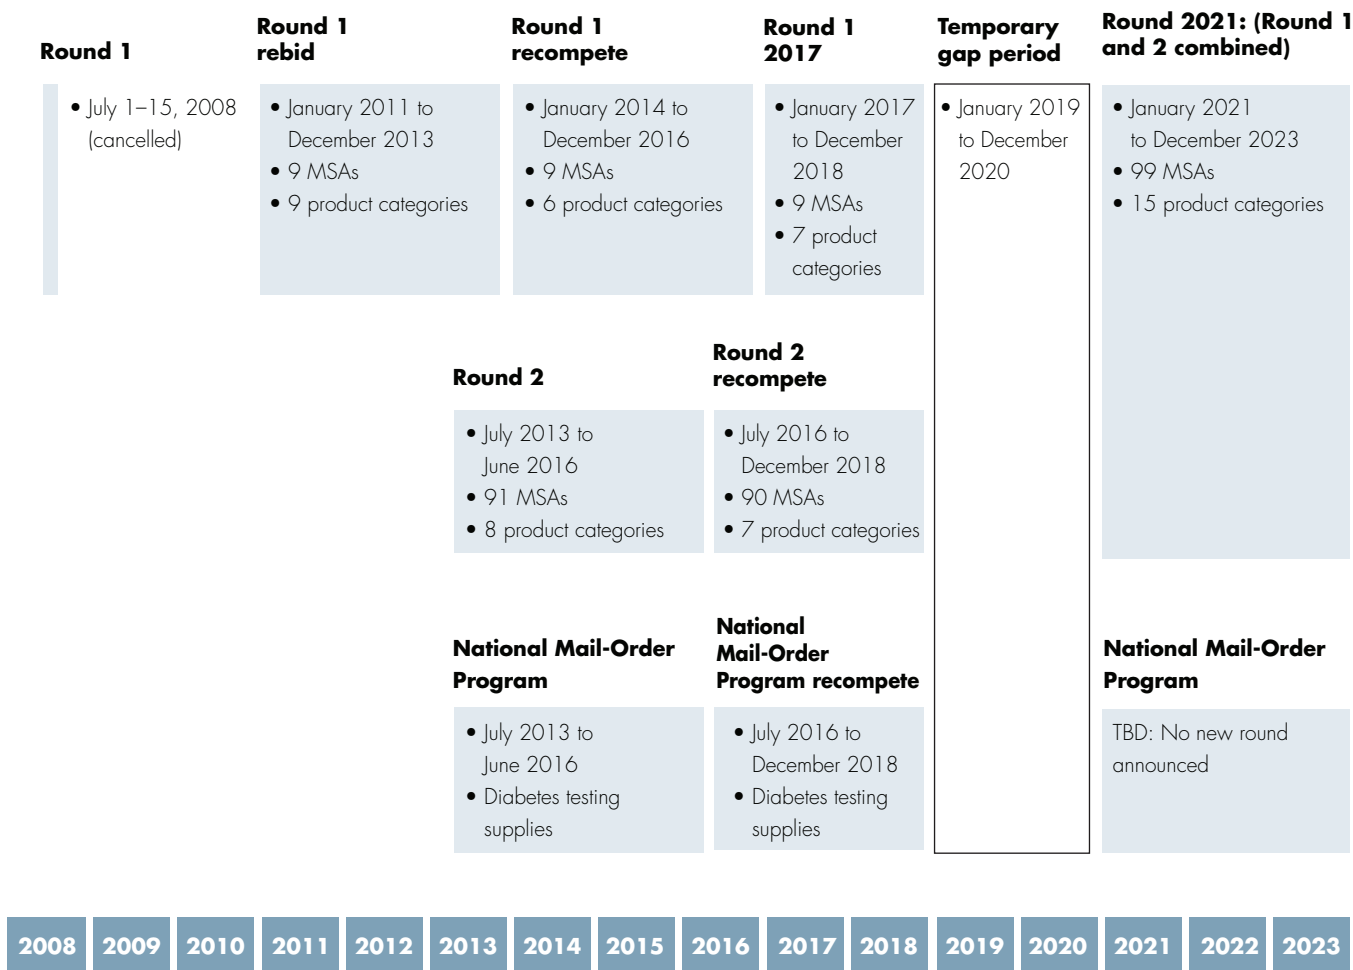 Round 1
• July 1–15, 2008
(cancelled)
Round 1
rebid
• January 2011 to
December 2013
• 9 MSAs
• 9 product categories
Round 1
recompete
• January 2014 to
December 2016
• 9 MSAs
• 6 product categories
Round 1
2017
• January 2017
to December
2018
• 9 MSAs
• 7 product
categories
Temporary
gap period
• January 2019
to December
2020
Round 2021: (Round 1
and 2 combined)
• January 2021
to December 2023
• 99 MSAs
• 15 product categories
Round 2
• July 2013 to
June 2016
• 91 MSAs
• 8 product categories
Round 2
recompete
• July 2016 to
December 2018
• 90 MSAs
• 7 product categories
National Mail-Order
Program
• July 2013 to
June 2016
• Diabetes testing
supplies
National
Mail-Order
Program recompete
• July 2016 to
December 2018
• Diabetes testing
supplies
National Mail-Order
Program
TBD: No new round
announced
2008 2009 2010 2011 2012 2013 2014 2015 2016 2017 2018 2019 2020 2021 2022 2023